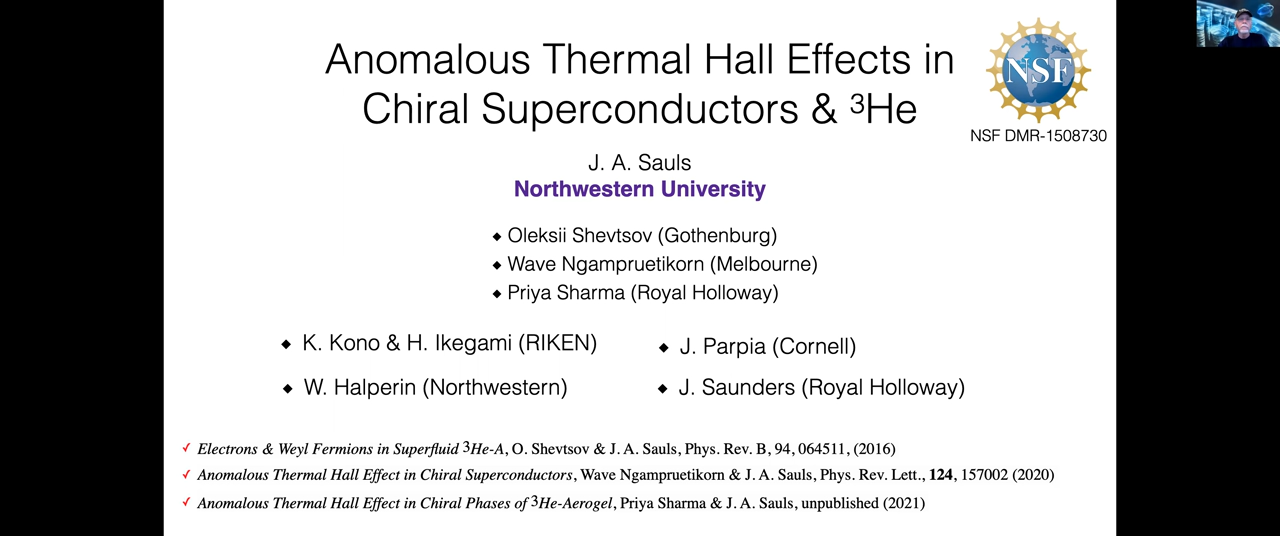 Anomalous Thermal Hall Effects in
Chiral Superconductors & ³He
NSF
NSF DMR-1508730
J. A. Sauls
Northwestern University
◆ Oleksii Shevtsov (Gothenburg)
◆ Wave Ngampruetikorn (Melbourne)
◆ Priya Sharma (Royal Holloway)
◆ K. Kono & H. Ikegami (RIKEN)
◆ J. Parpia (Cornell)
◆ W. Halperin (Northwestern)
◆ J. Saunders (Royal Holloway)
✓ Electrons & Weyl Fermions in Superfluid ³He-A, O. Shevtsov & J. A. Sauls, Phys. Rev. B, 94, 064511, (2016)
✓ Anomalous Thermal Hall Effect in Chiral Superconductors, Wave Ngampruetikorn & J. A. Sauls, Phys. Rev. Lett., 124, 157002 (2020)
✓ Anomalous Thermal Hall Effect in Chiral Phases of ³He-Aerogel, Priya Sharma & J. A. Sauls, unpublished (2021)